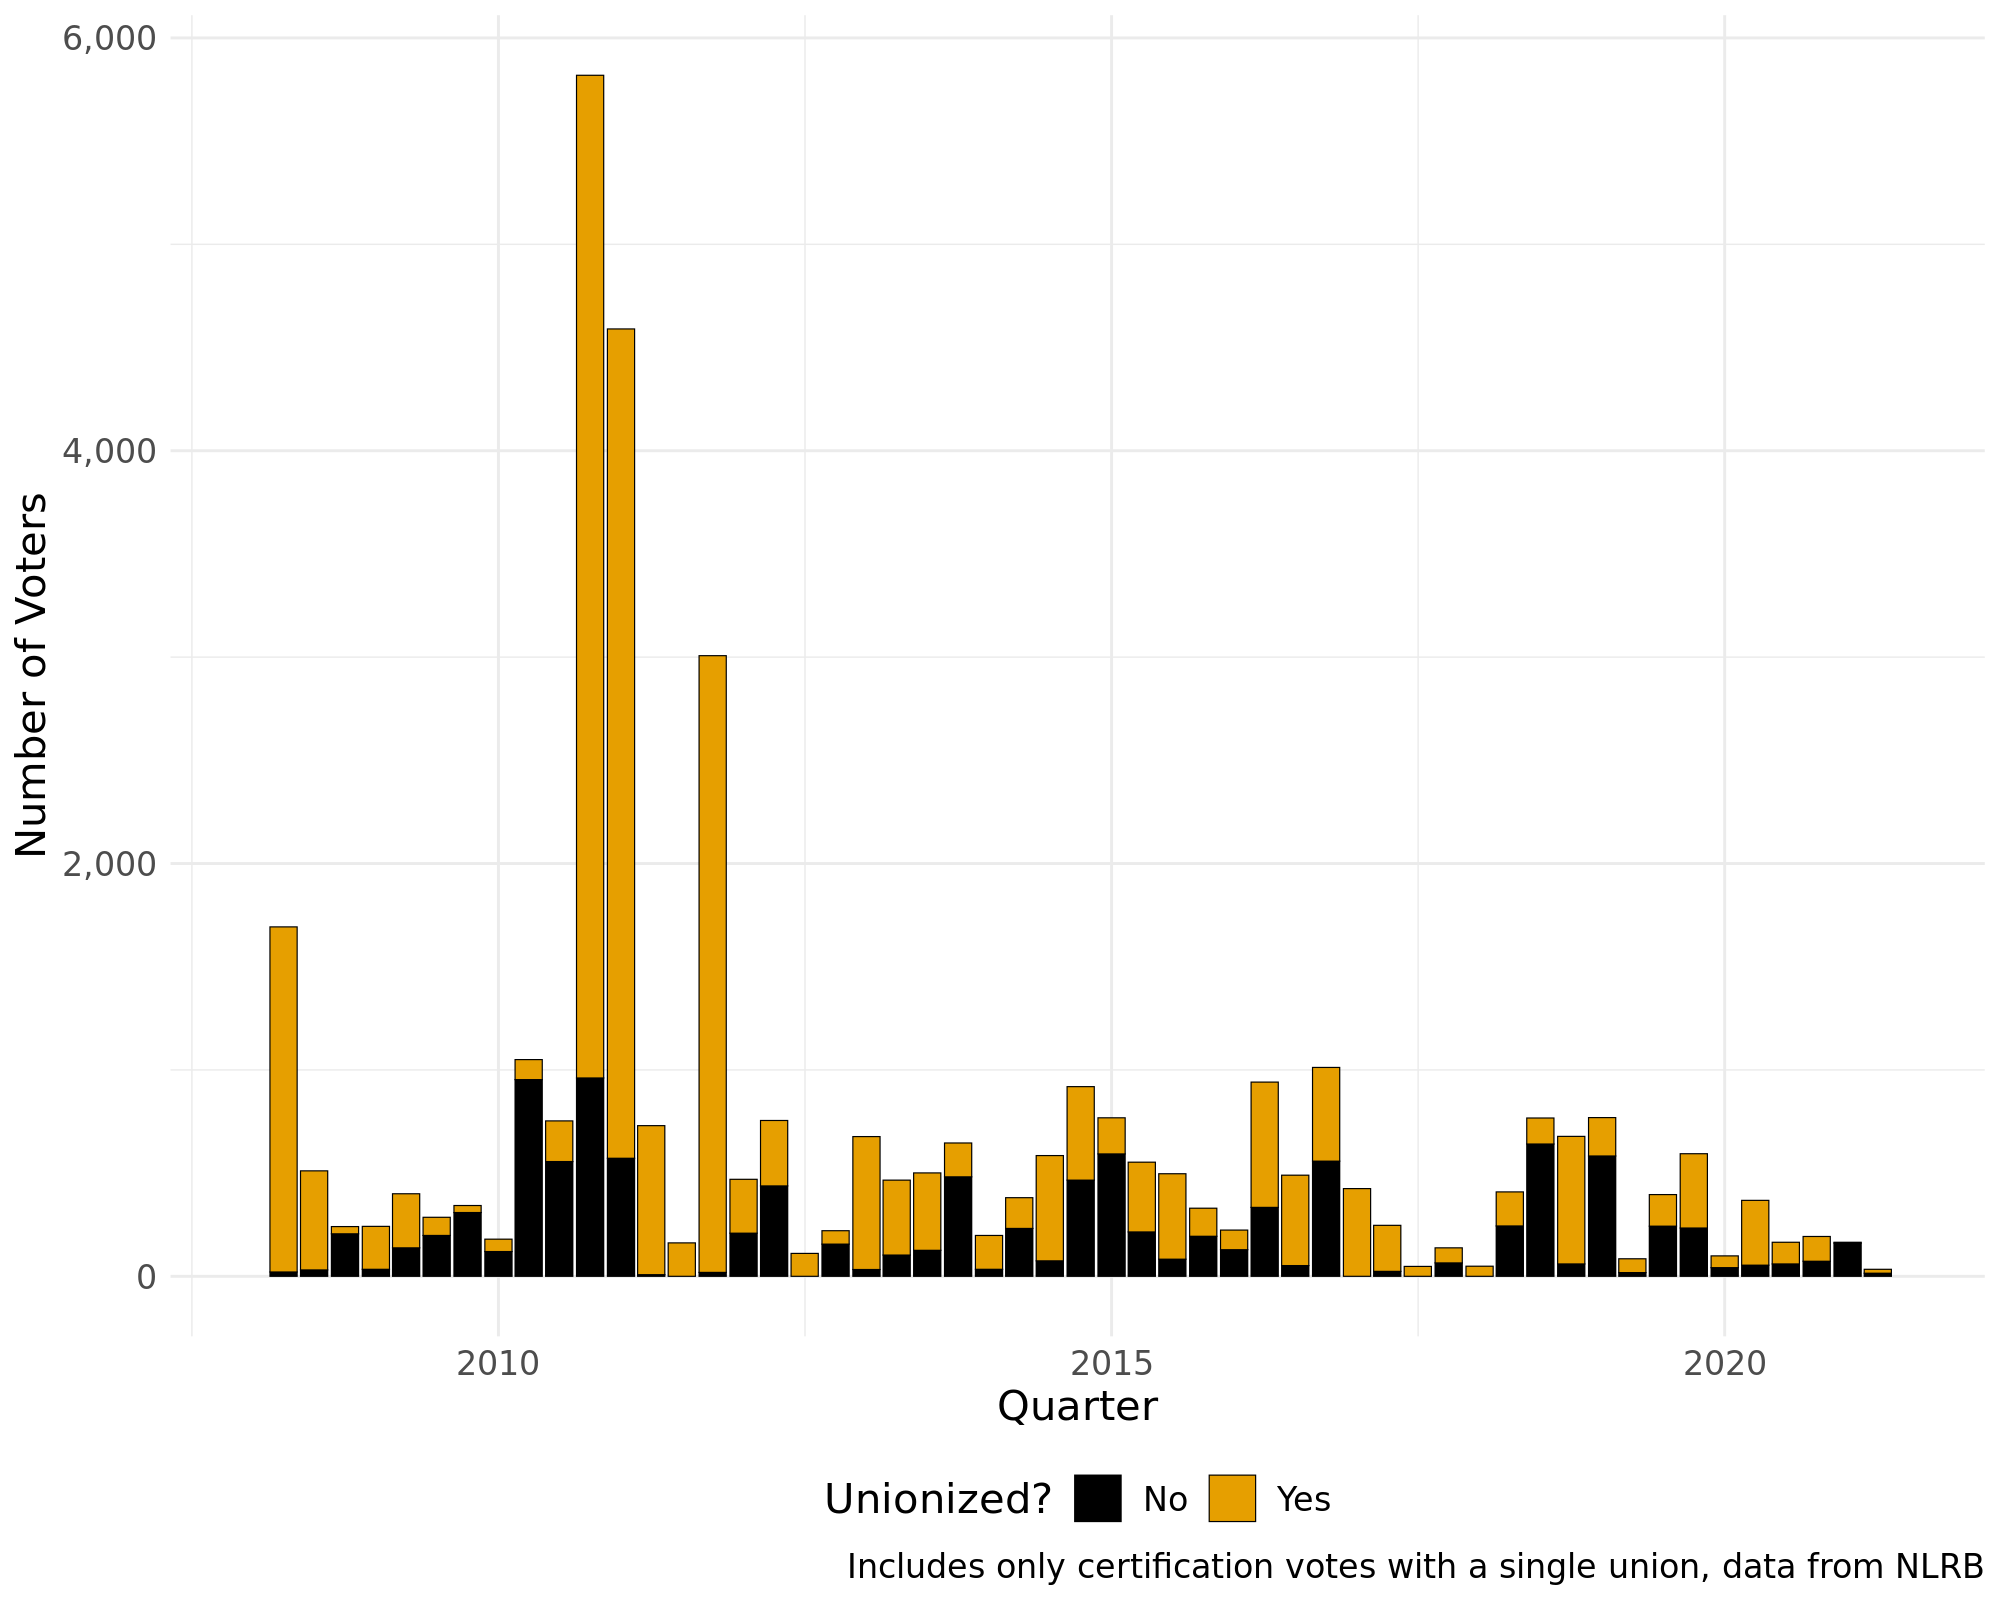 6,000
4,000
2,000
0
Number of Voters
2010 2015 2020
Quarter
Unionized? No Yes
Includes only certification votes with a single union, data from NLRB